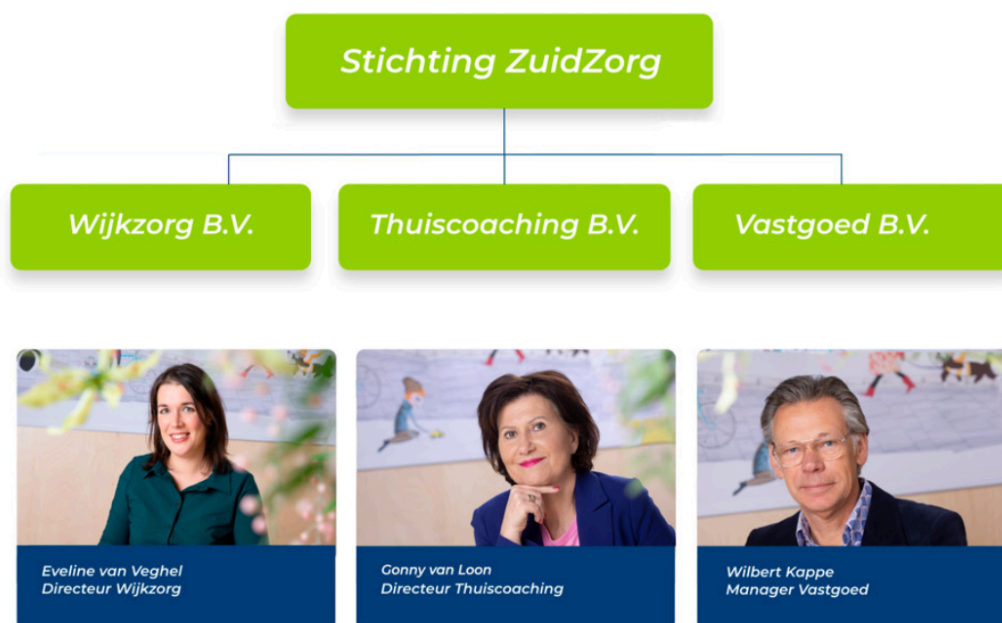 Stichting ZuidZorg
Wijkzorg B.V.
Thuiscoaching B.V.
Vastgoed B.V.
Eveline van Veghel
Directeur Wijkzorg
Gonny van Loon
Directeur Thuiscoaching
Wilbert Kappe
Manager Vastgoed